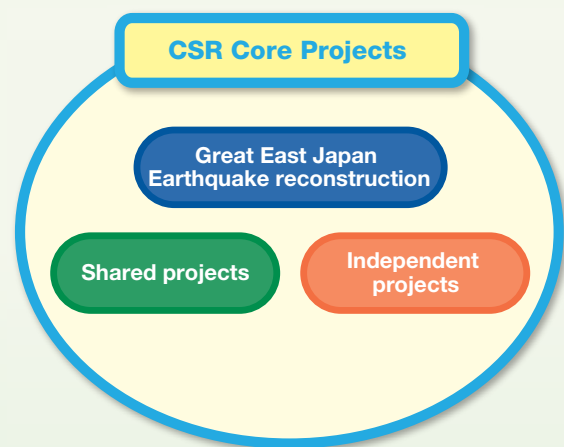 CSR Core Projects
Great East Japan
Earthquake reconstruction
Shared projects
Independent
projects